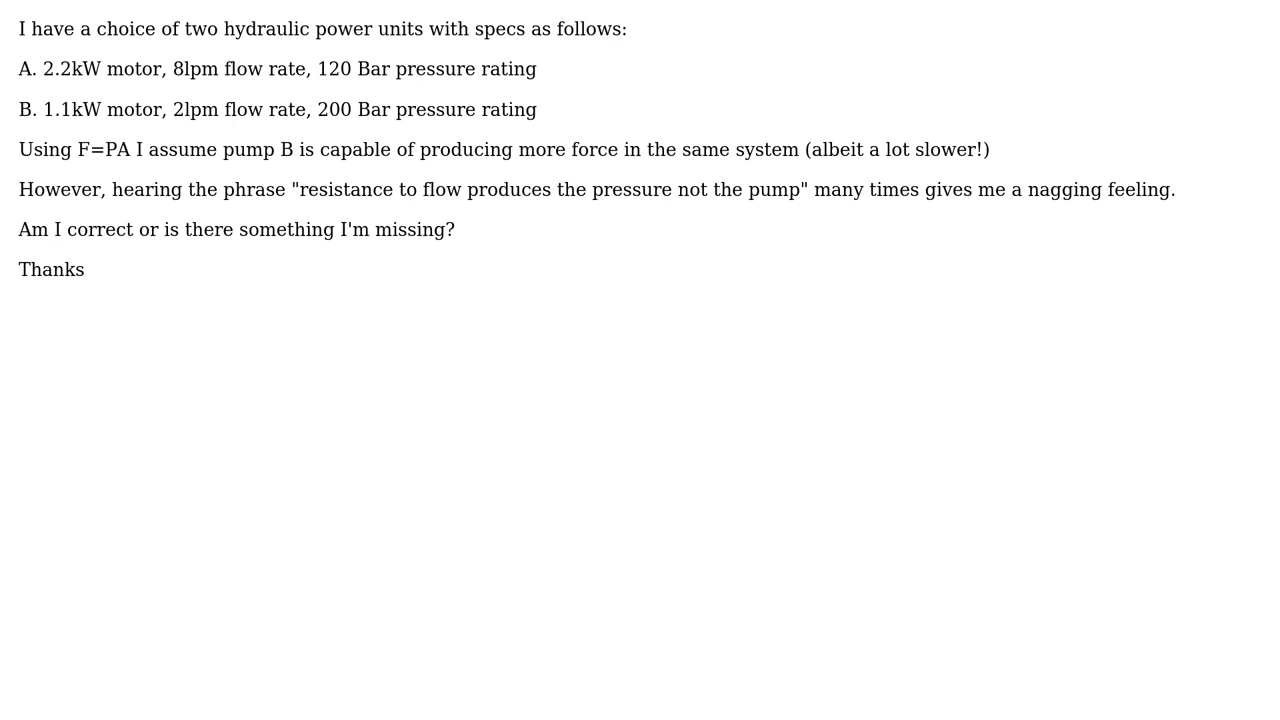 I have a choice of two hydraulic power units with specs as follows:
A. 2.2kW motor, 8lpm flow rate, 120 Bar pressure rating
B. 1.1kW motor, 2lpm flow rate, 200 Bar pressure rating
Using F=PA I assume pump B is capable of producing more force in the same system (albeit a lot slower!)
However, hearing the phrase "resistance to flow produces the pressure not the pump" many times gives me a nagging feeling.
Am I correct or is there something I'm missing?
Thanks